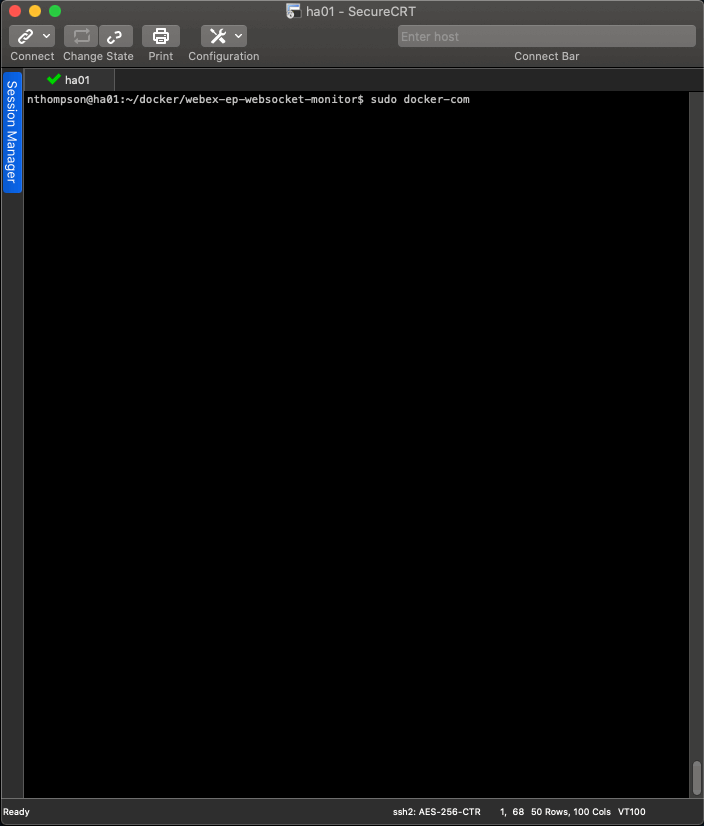 ha01 - SecureCRT
Enter host
Connect Change State Print Configuration Connect Bar
Session Manager
ha01
nthompson@ha01:~/docker/webex-ep-websocket-monitor$ sudo docker-com
Ready ssh2: AES-256-CTR 1, 68 50 Rows, 100 Cols VT100